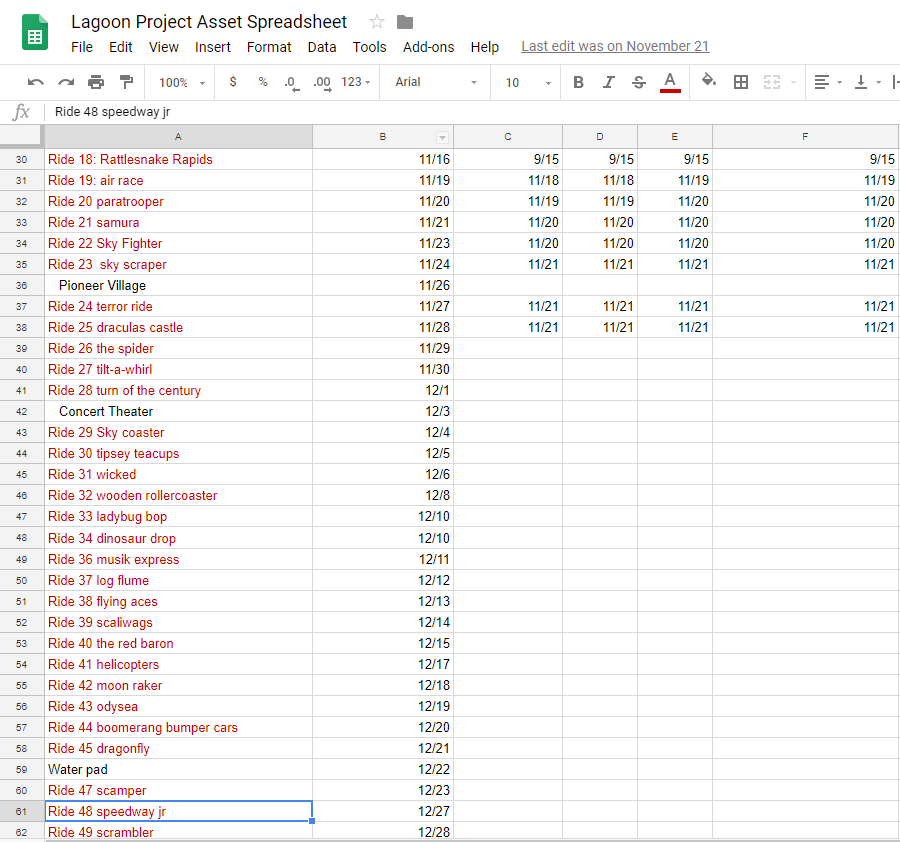 Lagoon Project Asset Spreadsheet
File Edit View Insert Format Data Tools Add-ons Help Last edit was on November 21
100% $ % .0 .00 123 Arial 10 B I S A
fx Ride 48 speedway jr
A B C D E F
30 Ride 18: Rattlesnake Rapids 11/16 9/15 9/15 9/15 9/15
31 Ride 19: air race 11/19 11/18 11/18 11/19 11/19
32 Ride 20 paratrooper 11/20 11/19 11/19 11/20 11/20
33 Ride 21 samura 11/21 11/20 11/20 11/20 11/20
34 Ride 22 Sky Fighter 11/23 11/20 11/20 11/20 11/20
35 Ride 23  sky scraper 11/24 11/21 11/21 11/21 11/21
36 Pioneer Village 11/26
37 Ride 24 terror ride 11/27 11/21 11/21 11/21 11/21
38 Ride 25 draculas castle 11/28 11/21 11/21 11/21 11/21
39 Ride 26 the spider 11/29
40 Ride 27 tilt-a-whirl 11/30
41 Ride 28 turn of the century 12/1
42 Concert Theater 12/3
43 Ride 29 Sky coaster 12/4
44 Ride 30 tipsey teacups 12/5
45 Ride 31 wicked 12/6
46 Ride 32 wooden rollercoaster 12/8
47 Ride 33 ladybug bop 12/10
48 Ride 34 dinosaur drop 12/10
49 Ride 36 musik express 12/11
50 Ride 37 log flume 12/12
51 Ride 38 flying aces 12/13
52 Ride 39 scaliwags 12/14
53 Ride 40 the red baron 12/15
54 Ride 41 helicopters 12/17
55 Ride 42 moon raker 12/18
56 Ride 43 odysea 12/19
57 Ride 44 boomerang bumper cars 12/20
58 Ride 45 dragonfly 12/21
59 Water pad 12/22
60 Ride 47 scamper 12/23
61 Ride 48 speedway jr 12/27
62 Ride 49 scrambler 12/28